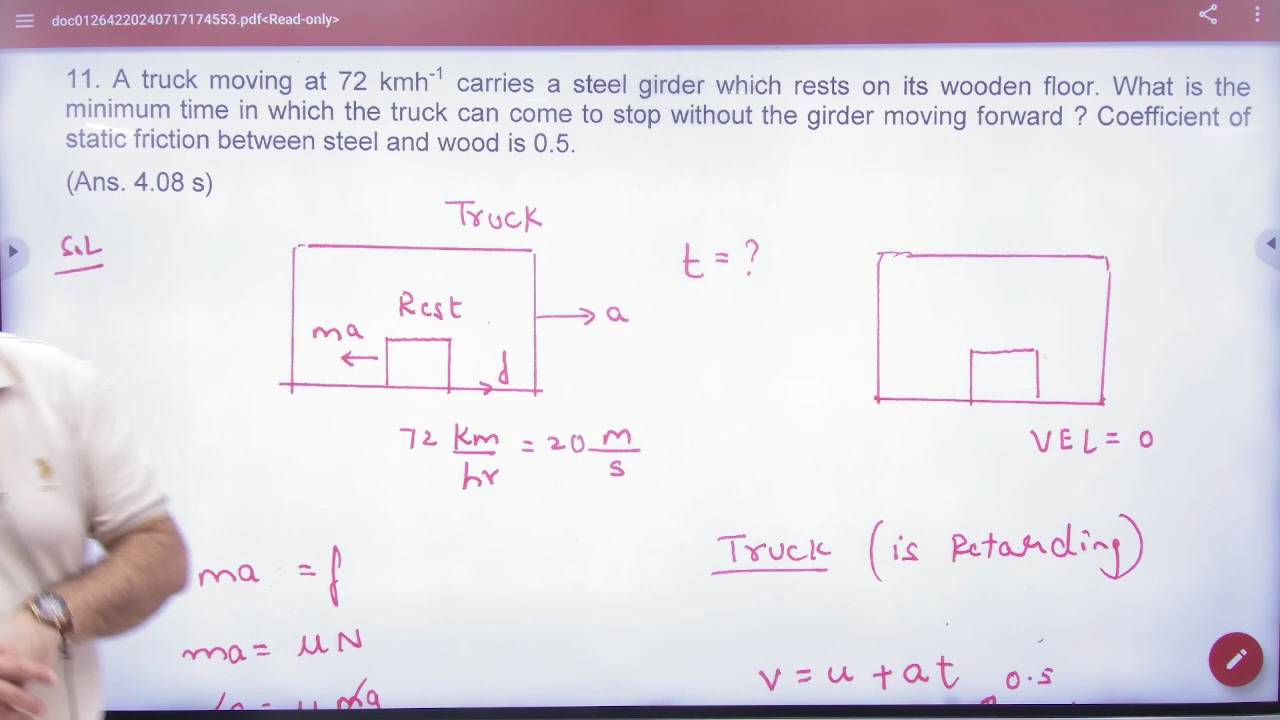 doc01264220240717174553.pdf<Read-only>
11. A truck moving at 72 kmh⁻¹ carries a steel girder which rests on its wooden floor. What is the
minimum time in which the truck can come to stop without the girder moving forward ? Coefficient of
static friction between steel and wood is 0.5.
(Ans. 4.08 s)
Sol
Truck
t = ?
Rest
ma
a
f
72 Km/hr = 20 m/s
VEL = 0
Truck (is Retarding)
ma = f
ma = μN
v = u + at
0.5